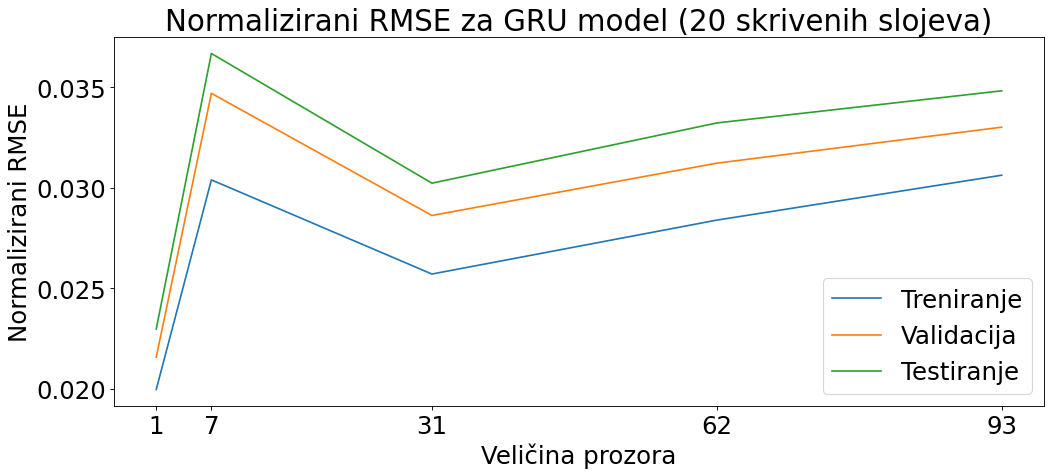 Normalizirani RMSE za GRU model (20 skrivenih slojeva)
Normalizirani RMSE
0.035
0.030
0.025
0.020
Treniranje
Validacija
Testiranje
1 7 31 62 93
Veličina prozora